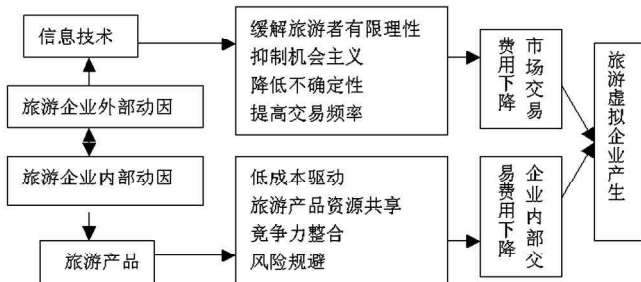 信息技术
旅游企业外部动因
旅游企业内部动因
旅游产品
缓解旅游者有限理性
抑制机会主义
降低不确定性
提高交易频率
低成本驱动
旅游产品资源共享
竞争力整合
风险规避
市场交易
费用下降
企业内部交
易费用下降
旅游虚拟企业产生